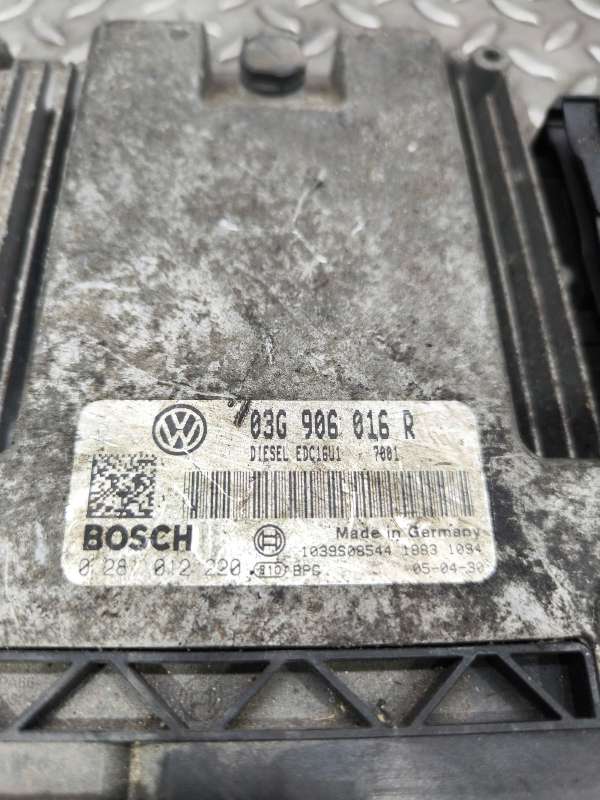 03G 906 016 R
DIESEL EDC16U1 7001
BOSCH
Made in Germany
1039S08544 1883 1094
0 281 012 220 BPG 05-04-30